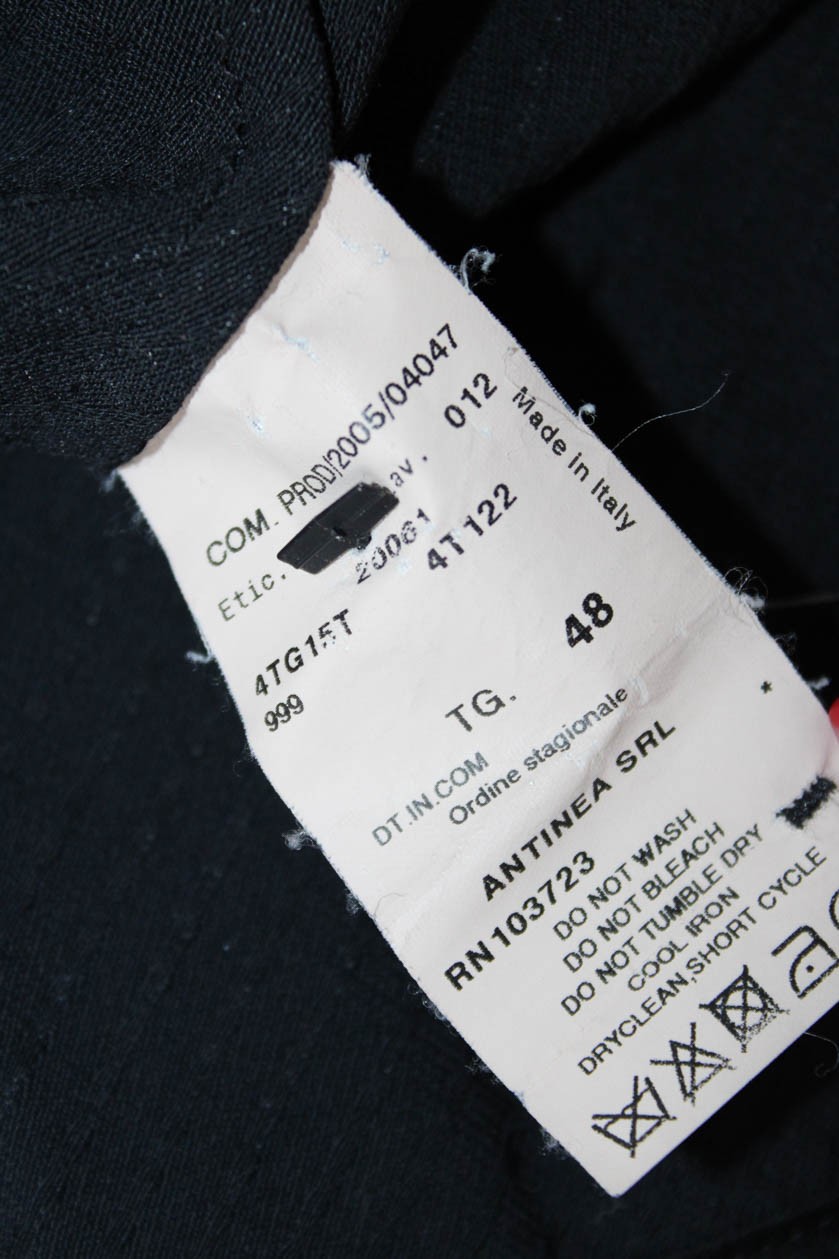 COM. PROD/2005/04047
Etic. av. 012
20061
4TG15T 4T122
999
Made in Italy
TG. 48
DT.IN.COM
Ordine stagionale
*
ANTINEA SRL
RN103723
DO NOT WASH
DO NOT BLEACH
DO NOT TUMBLE DRY
COOL IRON
DRYCLEAN,SHORT CYCLE